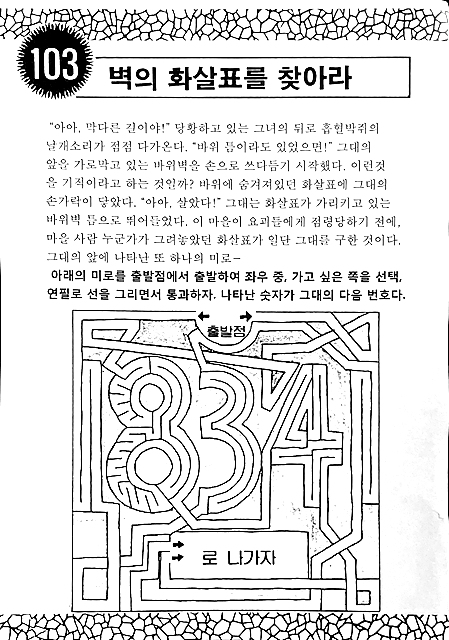 103
벽의 화살표를 찾아라
“아아, 막다른 길이야!” 당황하고 있는 그녀의 뒤로 흡혈박쥐의
날개소리가 점점 다가온다. “바위 틈이라도 있었으면!” 그대의
앞을 가로막고 있는 바위벽을 손으로 쓰다듬기 시작했다. 이런것
을 기적이라고 하는 것일까? 바위에 숨겨져있던 화살표에 그대의
손가락이 닿았다. “아아, 살았다!” 그대는 화살표가 가리키고 있는
바위벽 틈으로 뛰어들었다. 이 마을이 요괴들에게 점령당하기 전에,
마을 사람 누군가가 그려놓았던 화살표가 일단 그대를 구한 것이다.
그대의 앞에 나타난 또 하나의 미로−
아래의 미로를 출발점에서 출발하여 좌우 중, 가고 싶은 쪽을 선택,
연필로 선을 그리면서 통과하자. 나타난 숫자가 그대의 다음 번호다.
출발점
834
로 나가자